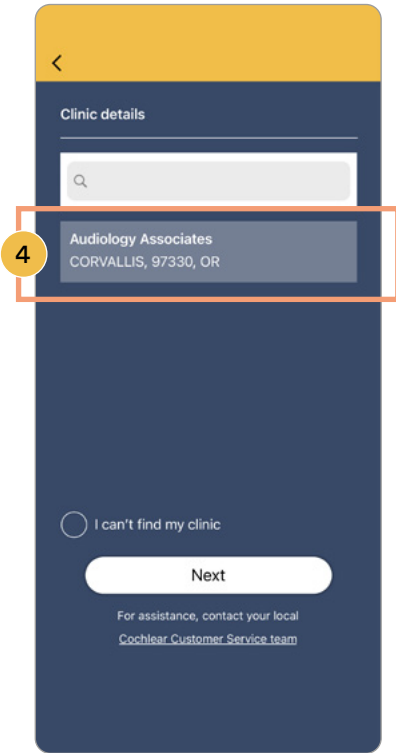 Clinic details
4
Audiology Associates
CORVALLIS, 97330, OR
I can't find my clinic
Next
For assistance, contact your local
Cochlear Customer Service team